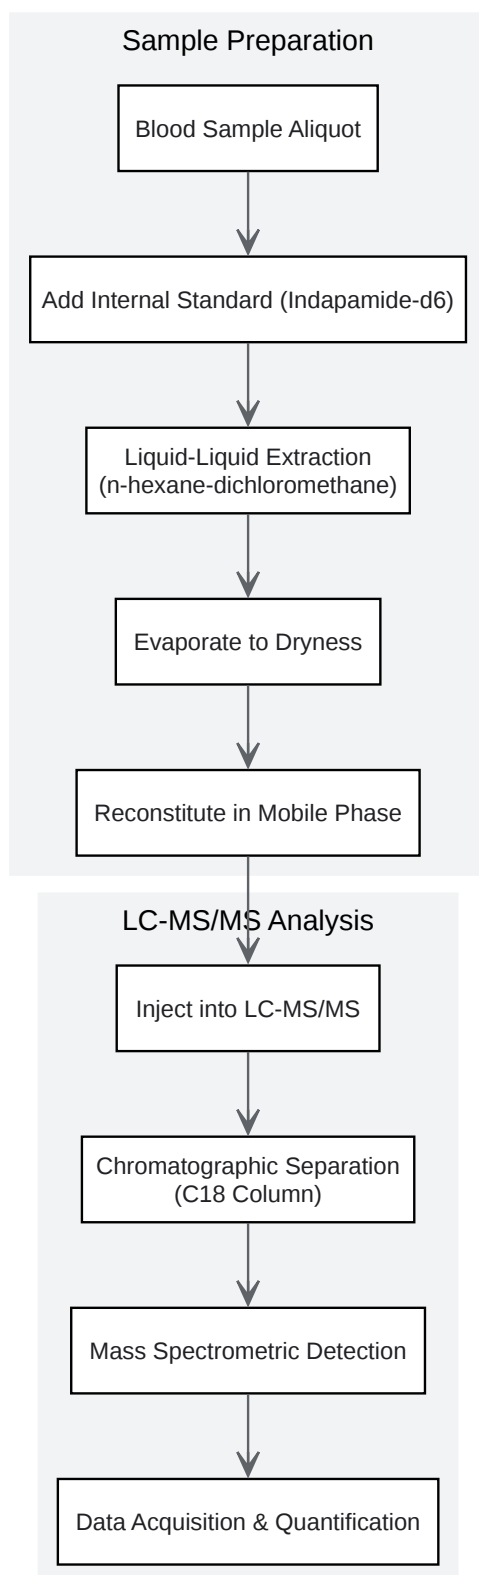 Sample Preparation
Blood Sample Aliquot
Add Internal Standard (Indapamide-d6)
Liquid-Liquid Extraction
(n-hexane-dichloromethane)
Evaporate to Dryness
Reconstitute in Mobile Phase
LC-MS/MS Analysis
Inject into LC-MS/MS
Chromatographic Separation
(C18 Column)
Mass Spectrometric Detection
Data Acquisition & Quantification